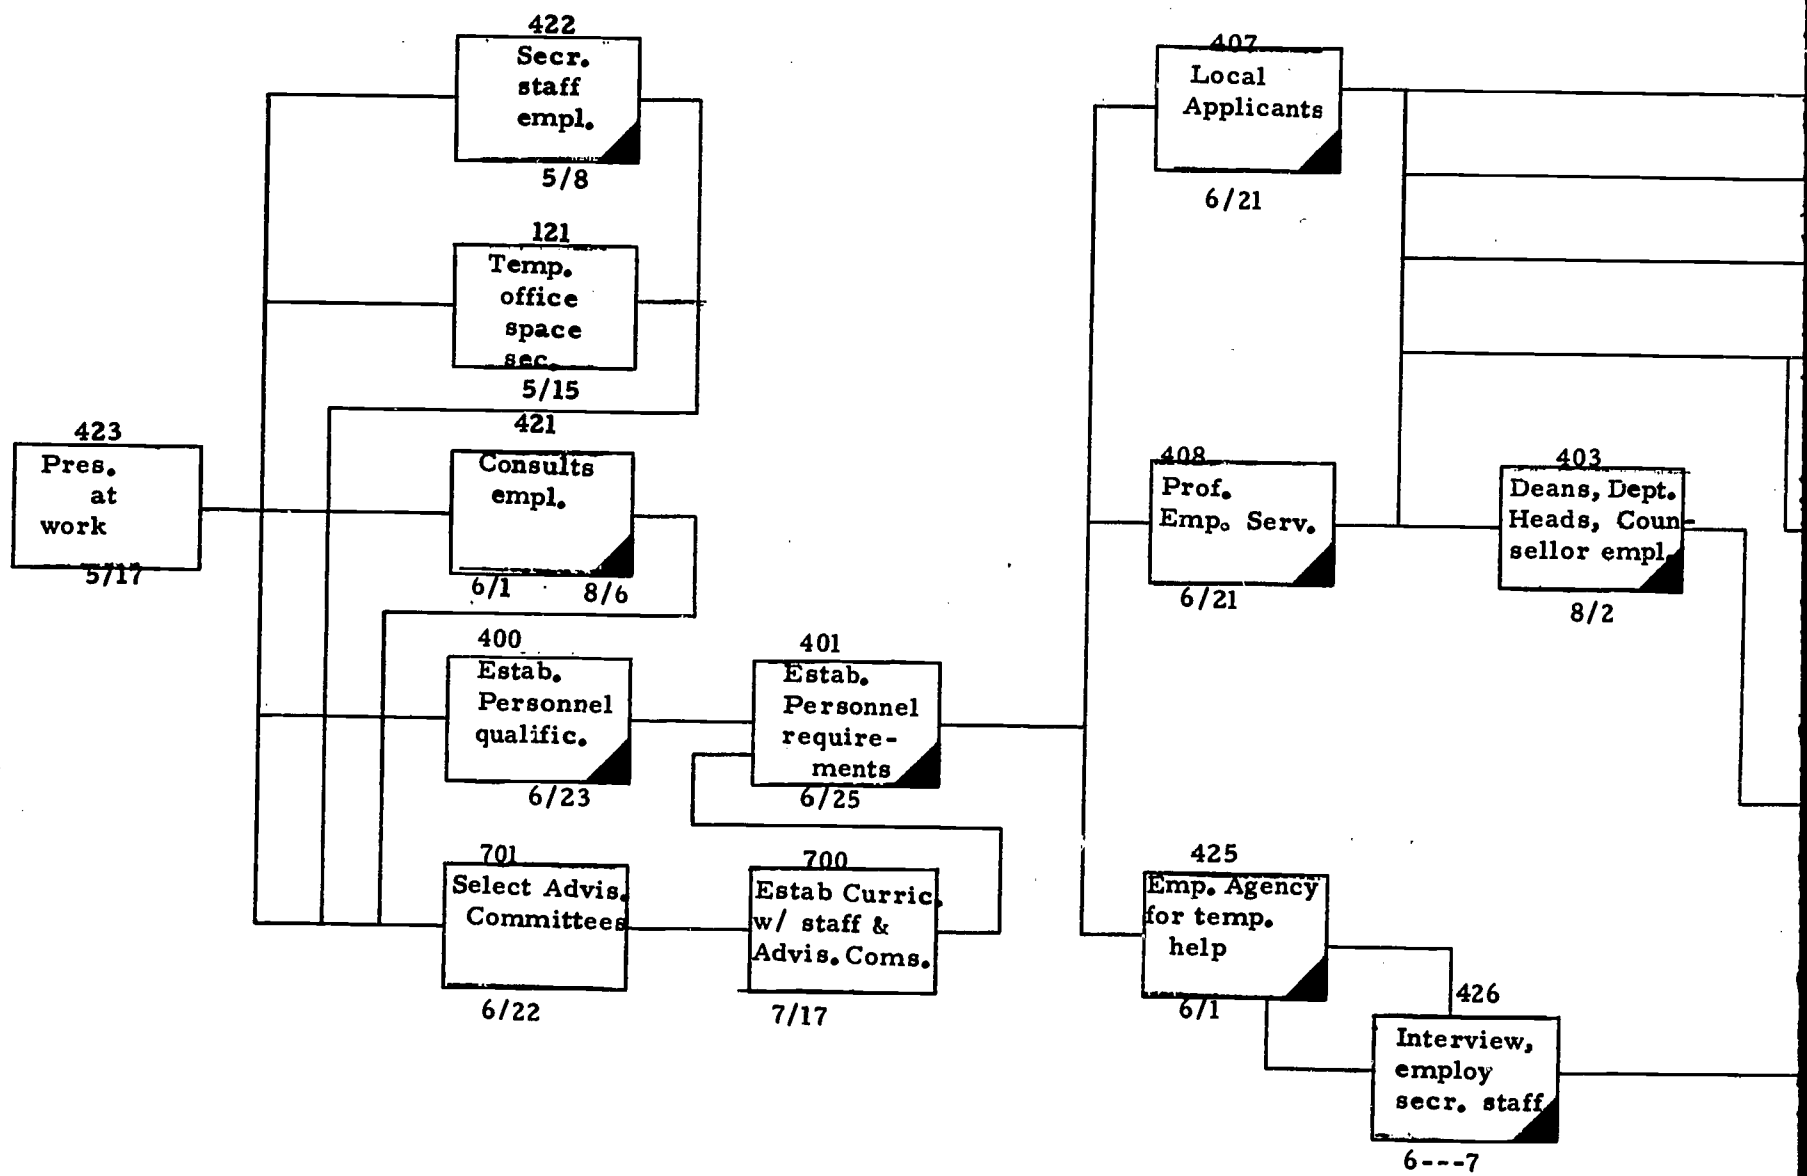 422
Secr.
staff
empl.
5/8
121
Temp.
office
space
sec.
5/15
423
Pres.
at
work
5/17
421
Consults
empl.
6/1 8/6
400
Estab.
Personnel
qualific.
6/23
401
Estab.
Personnel
require-
ments
6/25
701
Select Advis.
Committees
6/22
700
Estab Curric.
w/ staff &
Advis. Coms.
7/17
407
Local
Applicants
6/21
408
Prof.
Emp. Serv.
6/21
403
Deans, Dept.
Heads, Coun-
sellor empl.
8/2
425
Emp. Agency
for temp.
help
6/1
426
Interview,
employ
secr. staff
6---7